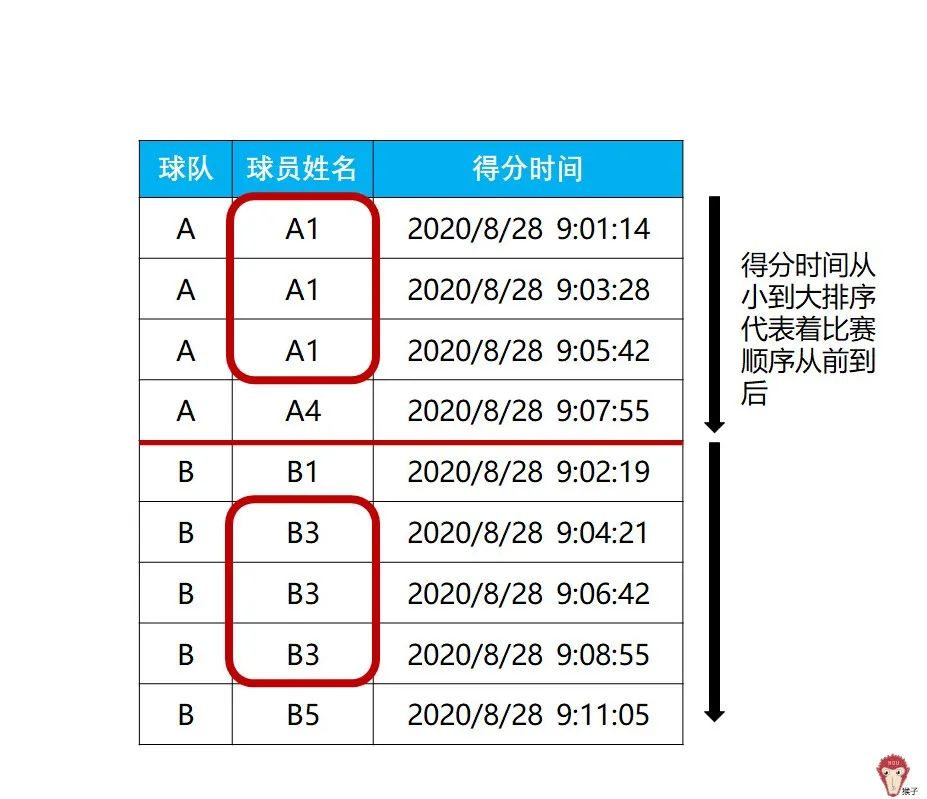 球队 球员姓名 得分时间
A A1 2020/8/28 9:01:14
A A1 2020/8/28 9:03:28
A A1 2020/8/28 9:05:42
A A4 2020/8/28 9:07:55
B B1 2020/8/28 9:02:19
B B3 2020/8/28 9:04:21
B B3 2020/8/28 9:06:42
B B3 2020/8/28 9:08:55
B B5 2020/8/28 9:11:05
得分时间从
小到大排序
代表着比赛
顺序从前到
后
HOU
猴子